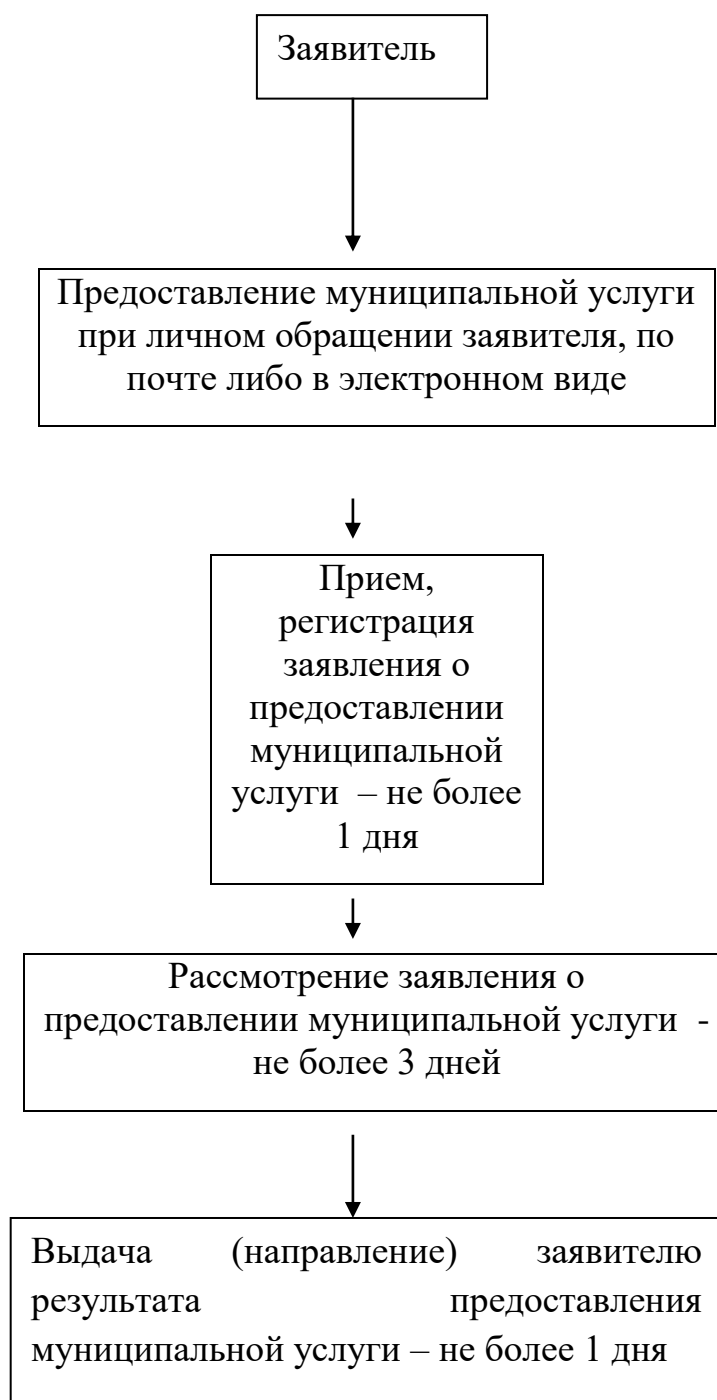 Заявитель
Предоставление муниципальной услуги
при личном обращении заявителя, по
почте либо в электронном виде
Прием,
регистрация
заявления о
предоставлении
муниципальной
услуги – не более
1 дня
Рассмотрение заявления о
предоставлении муниципальной услуги -
не более 3 дней
Выдача (направление) заявителю
результата предоставления
муниципальной услуги – не более 1 дня